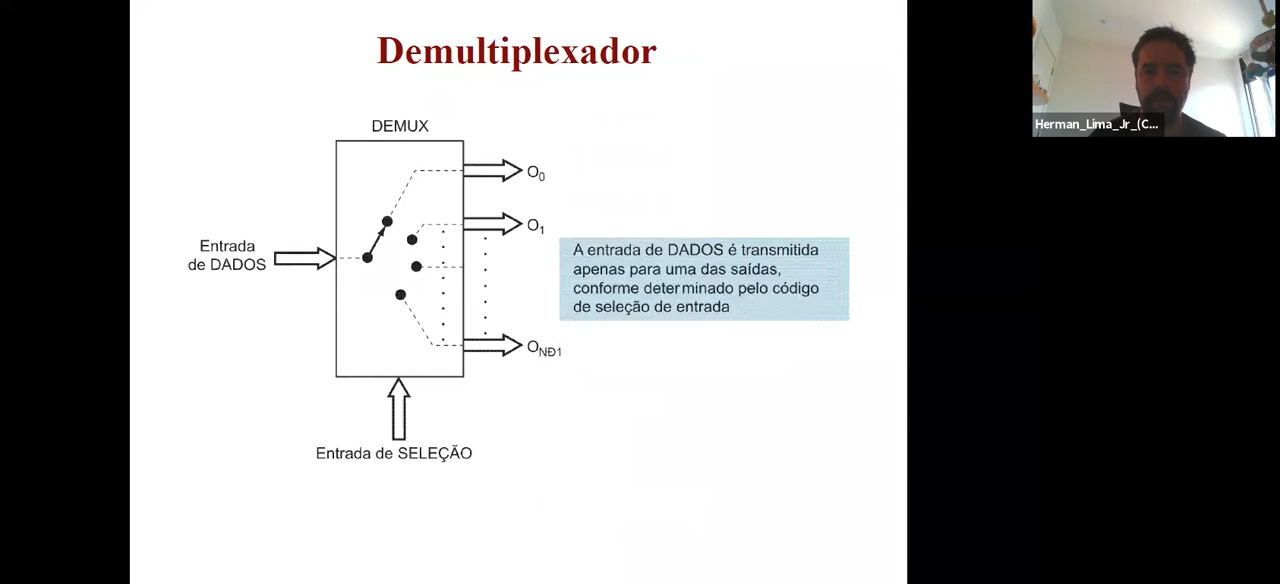 Demultiplexador
DEMUX
O₀
O₁
Entrada
de DADOS
A entrada de DADOS é transmitida
apenas para uma das saídas,
conforme determinado pelo código
de seleção de entrada
O_NÐ1
Entrada de SELEÇÃO
Herman_Lima_Jr_(C...